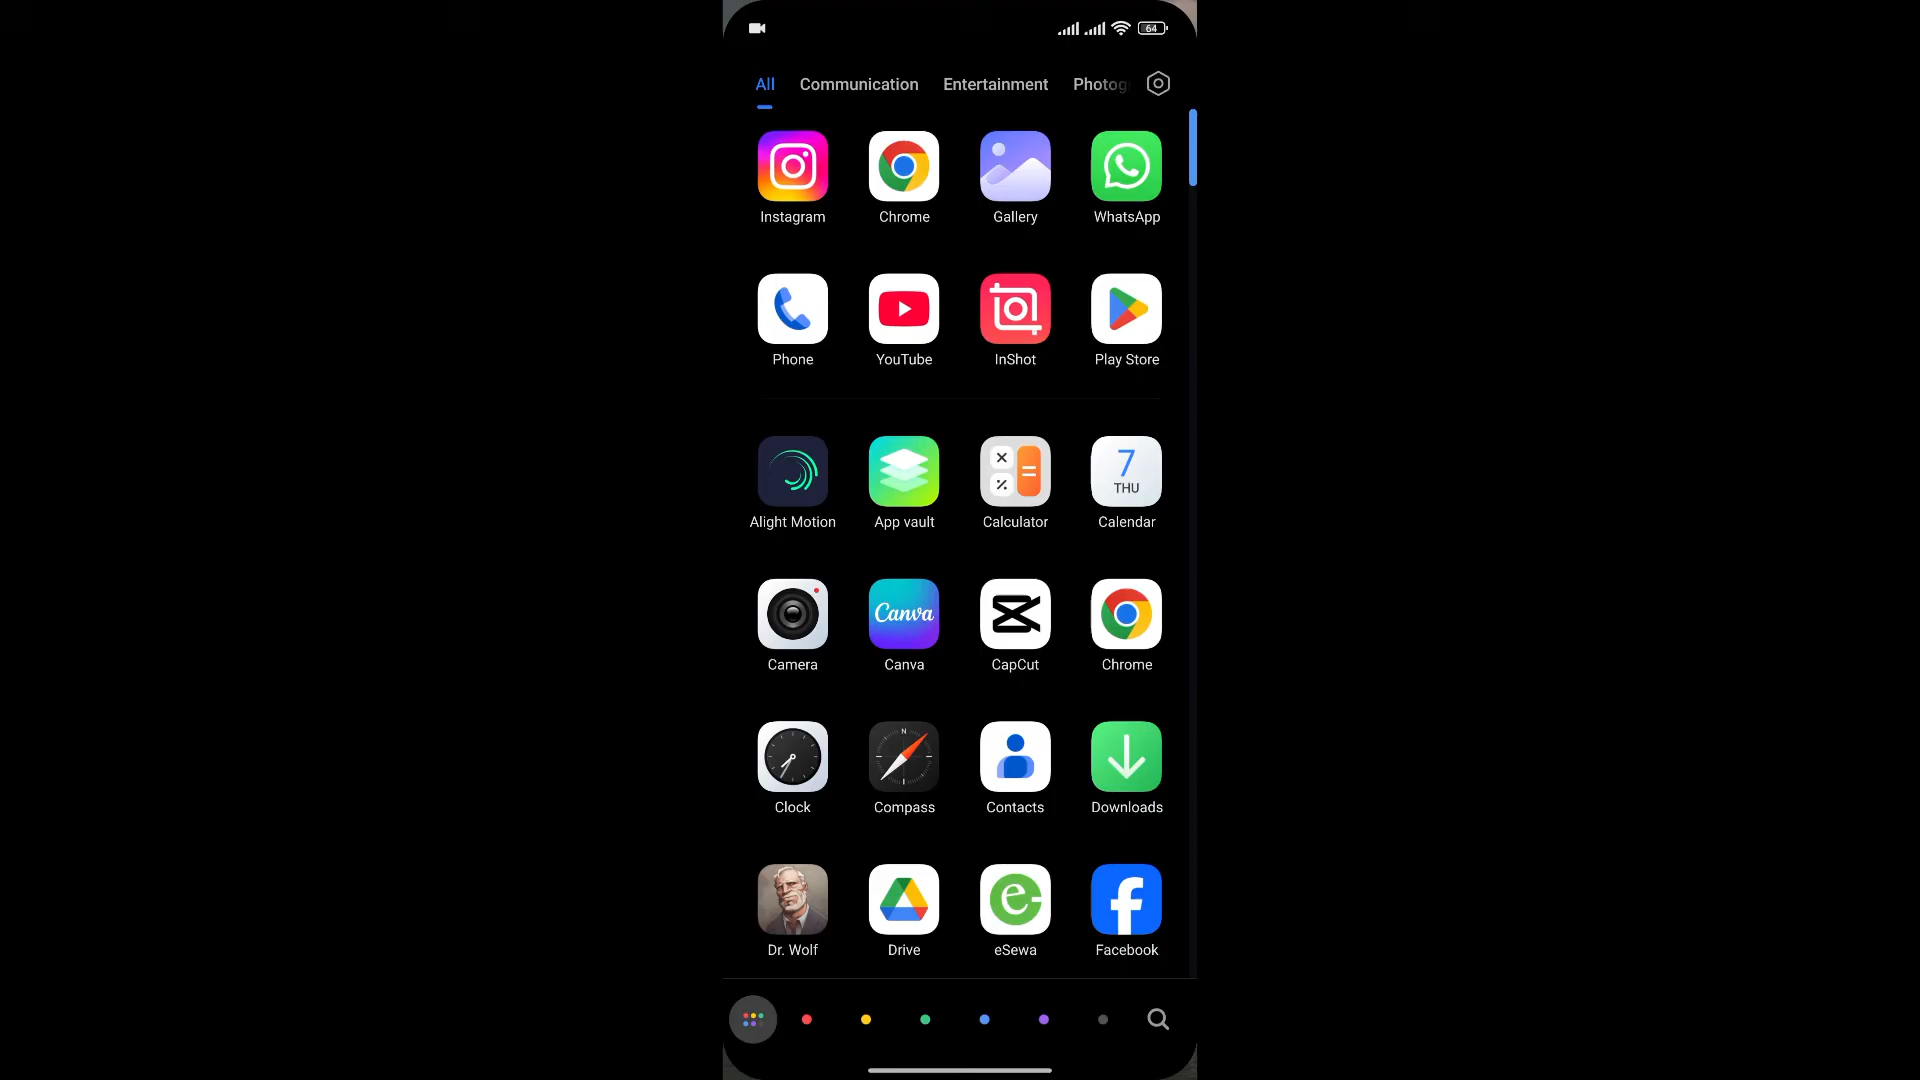 64
All Communication Entertainment Photog
Instagram Chrome Gallery WhatsApp
Phone YouTube InShot Play Store
7
THU
Alight Motion App vault Calculator Calendar
Canva
Camera Canva CapCut Chrome
N
Clock Compass Contacts Downloads
Dr. Wolf Drive eSewa Facebook